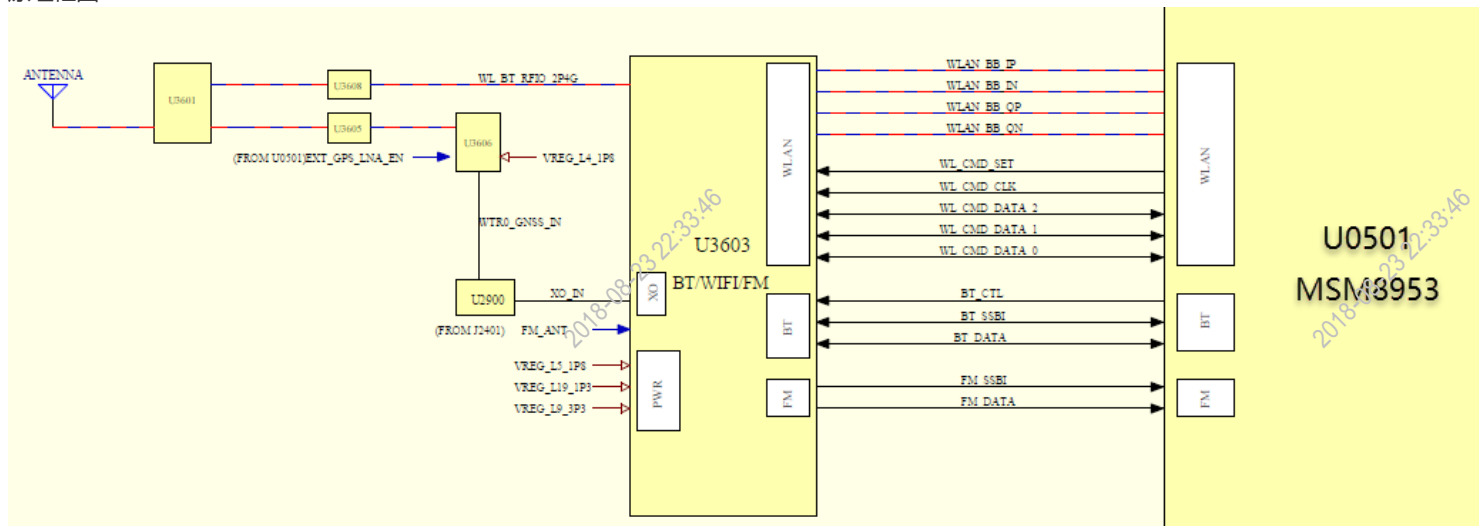 ANTENNA
U3601
U3608
WL_BT_RFIO_2P4G
U3605
U3606
(FROM U0501)EXT_GPS_LNA_EN
VREG_L4_1P8
WTR0_GNSS_IN
U2900
XO_IN
(FROM J2401)
FM_ANT
VREG_L5_1P8
VREG_L19_1P3
VREG_L9_3P3
XO
PWR
U3603
BT/WIFI/FM
WLAN
BT
FM
WLAN_BB_IP
WLAN_BB_IN
WLAN_BB_QP
WLAN_BB_QN
WL_CMD_SET
WL_CMD_CLK
WL_CMD_DATA_2
WL_CMD_DATA_1
WL_CMD_DATA_0
BT_CTL
BT_SSBI
BT_DATA
FM_SSBI
FM_DATA
WLAN
BT
FM
U0501
MSM8953
2018-08-23 22:33:46
2018-08-23 22:33:46